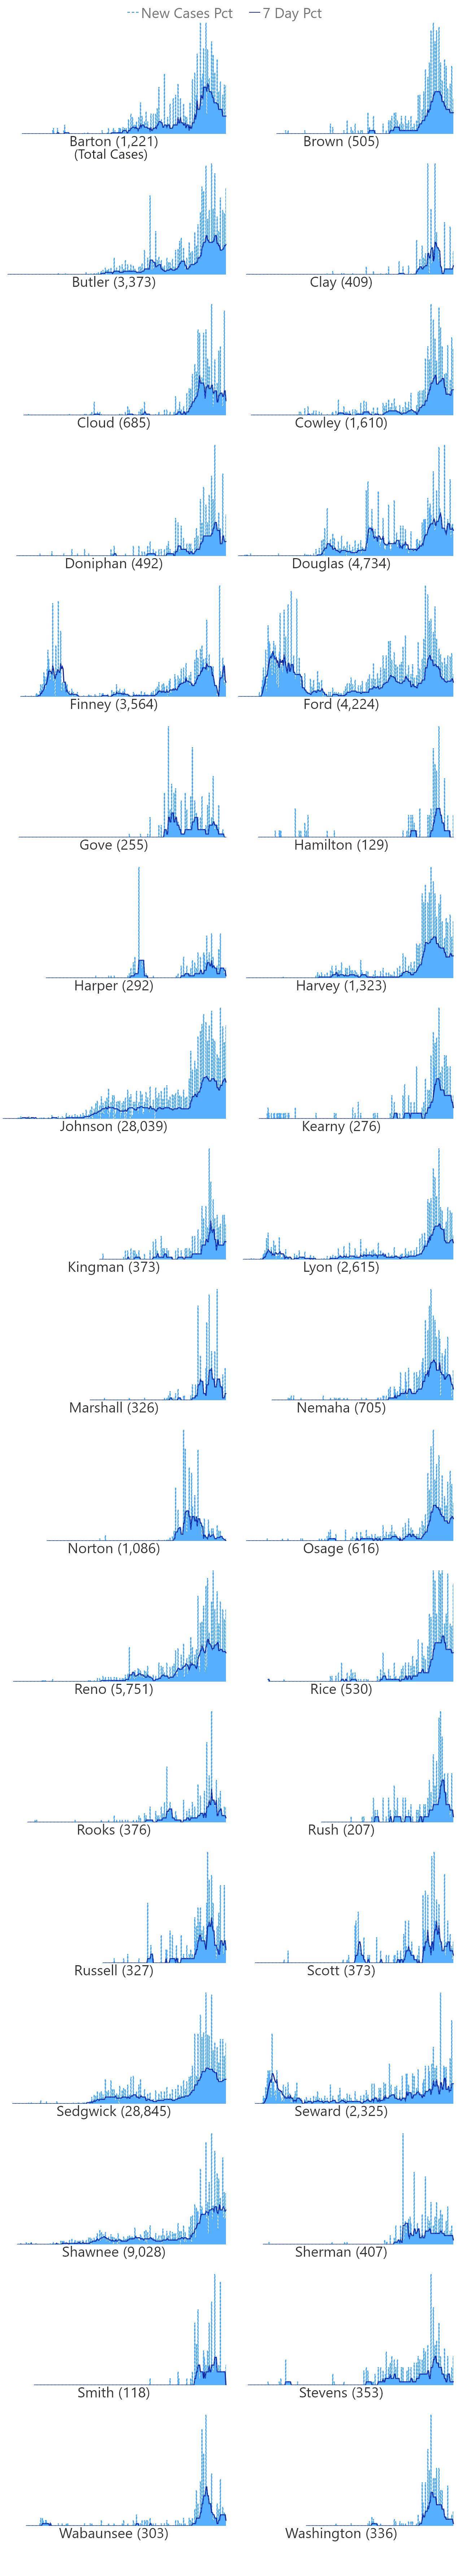 New Cases Pct 7 Day Pct
Barton (1,221) Brown (505)
(Total Cases)
Butler (3,373) Clay (409)
Cloud (685) Cowley (1,610)
Doniphan (492) Douglas (4,734)
Finney (3,564) Ford (4,224)
Gove (255) Hamilton (129)
Harper (292) Harvey (1,323)
Johnson (28,039) Kearny (276)
Kingman (373) Lyon (2,615)
Marshall (326) Nemaha (705)
Norton (1,086) Osage (616)
Reno (5,751) Rice (530)
Rooks (376) Rush (207)
Russell (327) Scott (373)
Sedgwick (28,845) Seward (2,325)
Shawnee (9,028) Sherman (407)
Smith (118) Stevens (353)
Wabaunsee (303) Washington (336)